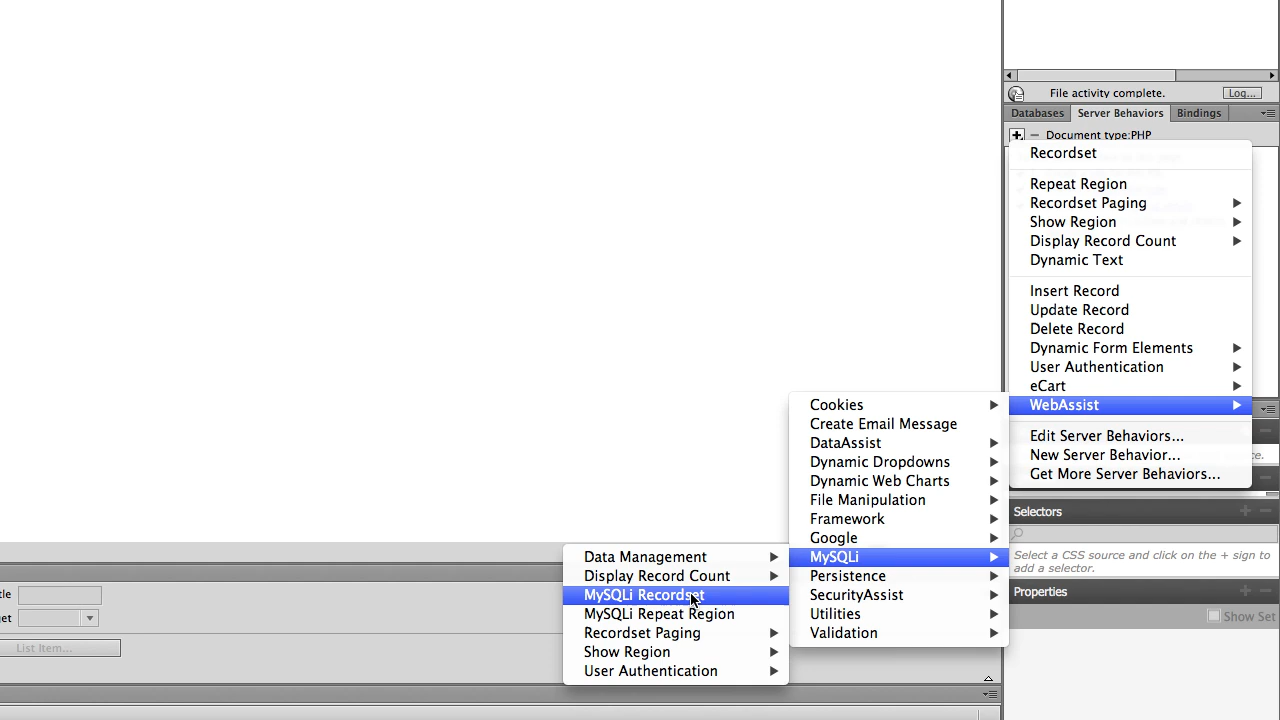 File activity complete.
Log...
Databases
Server Behaviors
Bindings
Document type:PHP
Recordset
Repeat Region
Recordset Paging
Show Region
Display Record Count
Dynamic Text
Insert Record
Update Record
Delete Record
Dynamic Form Elements
User Authentication
eCart
WebAssist
Edit Server Behaviors...
New Server Behavior...
Get More Server Behaviors...
Cookies
Create Email Message
DataAssist
Dynamic Dropdowns
Dynamic Web Charts
File Manipulation
Framework
Google
MySQLi
Persistence
SecurityAssist
Utilities
Validation
Data Management
Display Record Count
MySQLi Recordset
MySQLi Repeat Region
Recordset Paging
Show Region
User Authentication
Selectors
Select a CSS source and click on the + sign to
add a selector.
Properties
Show Set
tle
get
List Item...